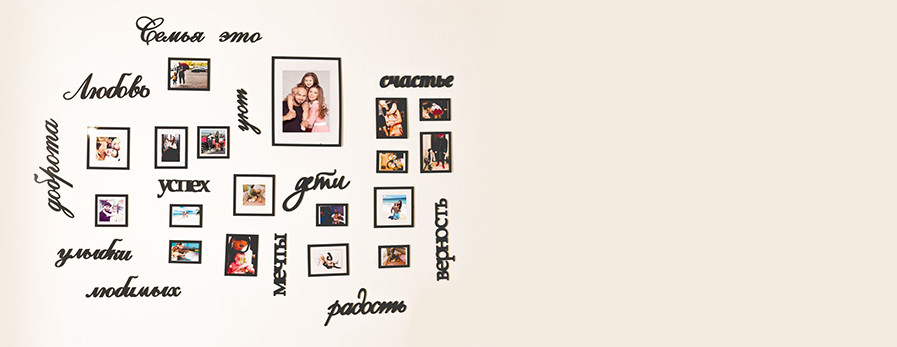 Семья это
Любовь
уют
счастье
доброта
успех
дети
верность
улыбки
мечты
любимых
радость